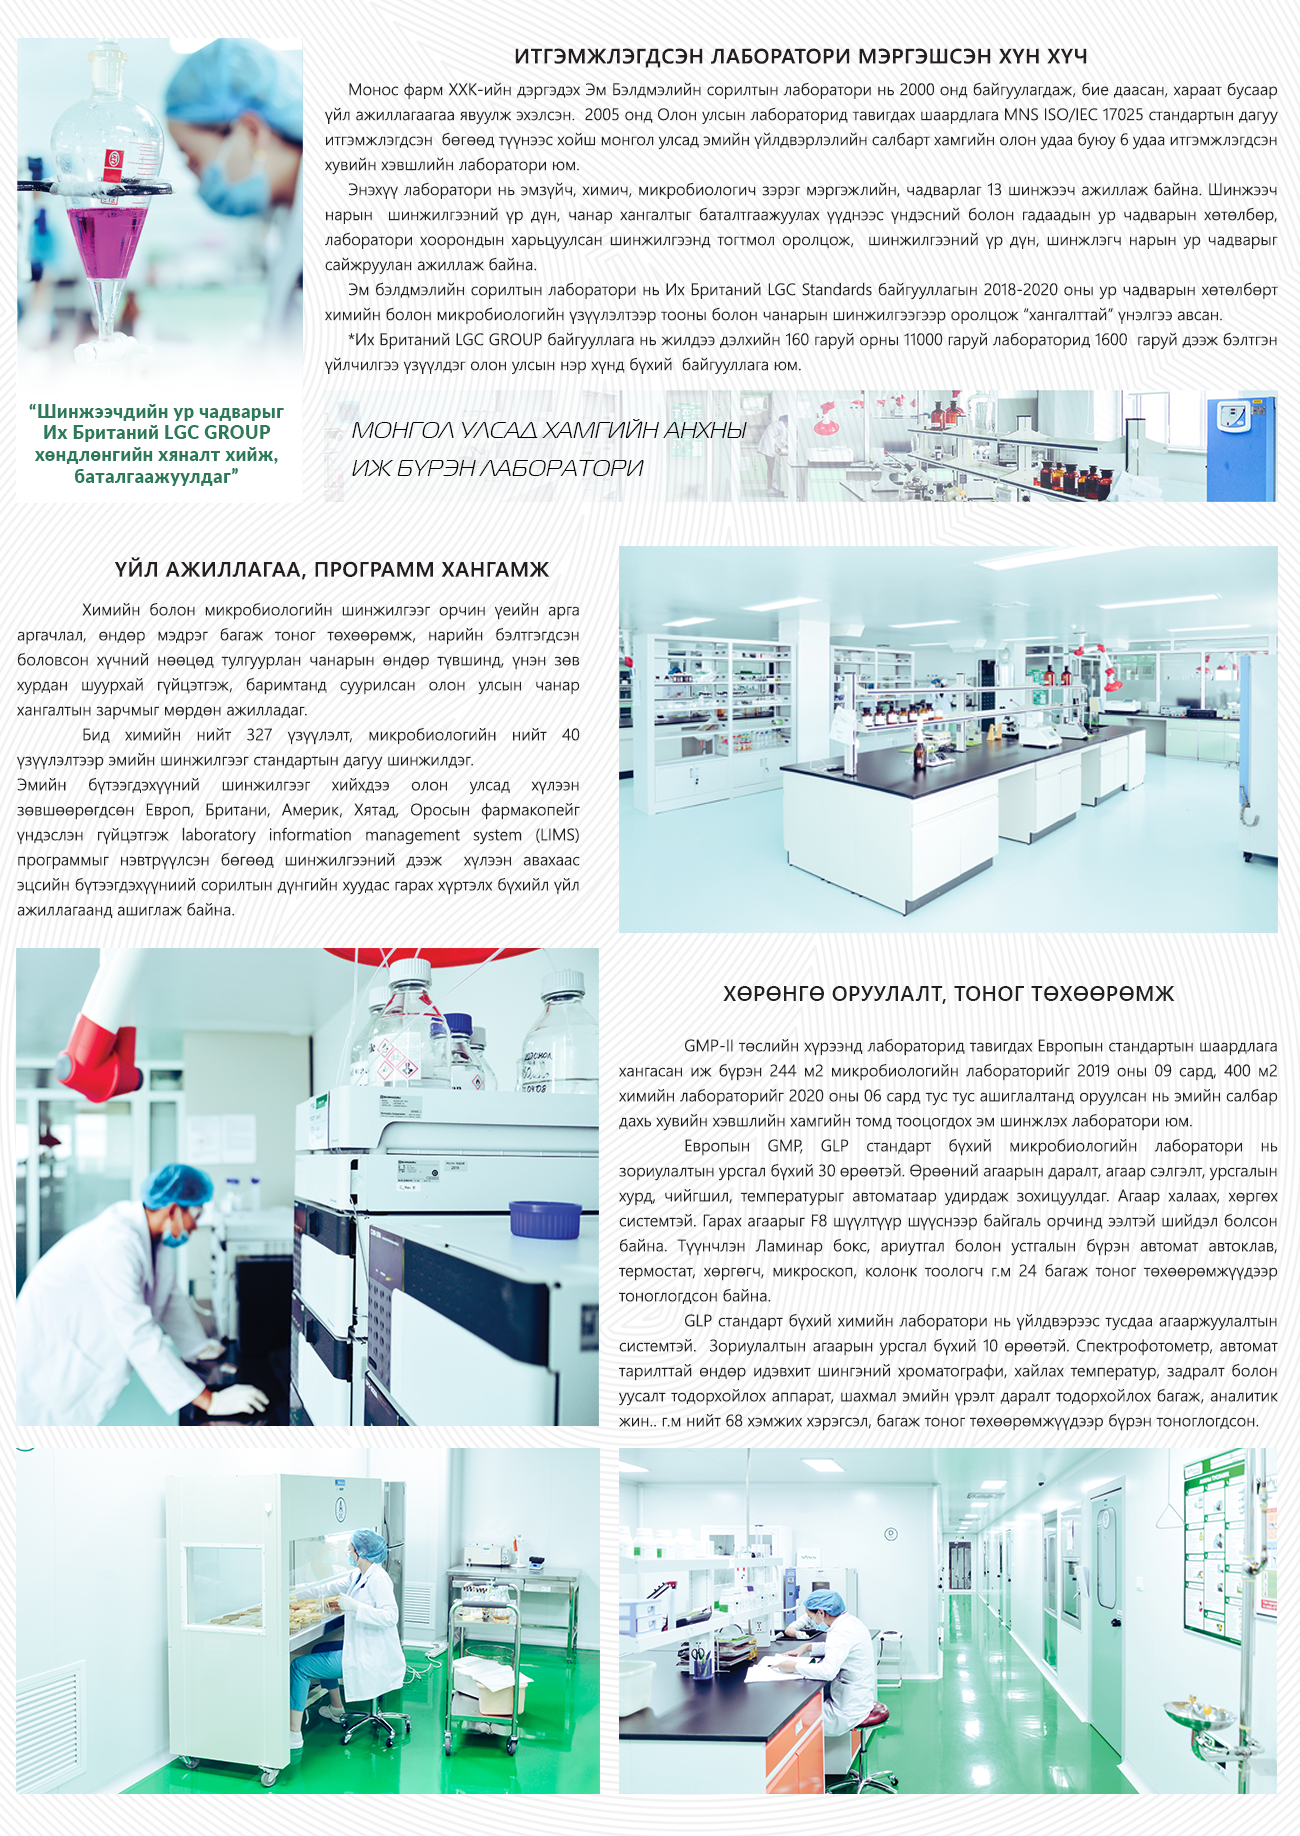 ИТГЭМЖЛЭГДСЭН ЛАБОРАТОРИ МЭРГЭШСЭН ХҮН ХҮЧ
Монос фарм ХХК-ийн дэргэдэх Эм Бэлдмэлийн сорилтын лаборатори нь 2000 онд байгуулагдаж, бие даасан, хараат бусаар
үйл ажиллагаагаа явуулж эхэлсэн. 2005 онд Олон улсын лабораторид тавигдах шаардлага MNS ISO/IEC 17025 стандартын дагуу
итгэмжлэгдсэн бөгөөд түүнээс хойш монгол улсад эмийн үйлдвэрлэлийн салбарт хамгийн олон удаа буюу 6 удаа итгэмжлэгдсэн
хувийн хэвшлийн лаборатори юм.
Энэхүү лаборатори нь эмзүйч, химич, микробиологич зэрэг мэргэжлийн, чадварлаг 13 шинжээч ажиллаж байна. Шинжээч
нарын шинжилгээний үр дүн, чанар хангалтыг баталгаажуулах үүднээс үндэсний болон гадаадын ур чадварын хөтөлбөр,
лаборатори хоорондын харьцуулсан шинжилгээнд тогтмол оролцож, шинжилгээний үр дүн, шинжлэгч нарын ур чадварыг
сайжруулан ажиллаж байна.
Эм бэлдмэлийн сорилтын лаборатори нь Их Британий LGC Standards байгууллагын 2018-2020 оны ур чадварын хөтөлбөрт
химийн болон микробиологийн үзүүлэлтээр тооны болон чанарын шинжилгээгээр оролцож “хангалттай” үнэлгээ авсан.
*Их Британий LGC GROUP байгууллага нь жилдээ дэлхийн 160 гаруй орны 11000 гаруй лабораторид 1600 гаруй дээж бэлтгэн
үйлчилгээ үзүүлдэг олон улсын нэр хүнд бүхий байгууллага юм.
“Шинжээчдийн ур чадварыг
Их Британий LGC GROUP
хөндлөнгийн хяналт хийж,
баталгаажуулдаг”
МОНГОЛ УЛСАД ХАМГИЙН АНХНЫ
ИЖ БҮРЭН ЛАБОРАТОРИ
ҮЙЛ АЖИЛЛАГАА, ПРОГРАММ ХАНГАМЖ
Химийн болон микробиологийн шинжилгээг орчин үеийн арга
аргачлал, өндөр мэдрэг багаж тоног төхөөрөмж, нарийн бэлтгэгдсэн
боловсон хүчний нөөцөд тулгуурлан чанарын өндөр түвшинд, үнэн зөв
хурдан шуурхай гүйцэтгэж, баримтанд суурилсан олон улсын чанар
хангалтын зарчмыг мөрдөн ажилладаг.
Бид химийн нийт 327 үзүүлэлт, микробиологийн нийт 40
үзүүлэлтээр эмийн шинжилгээг стандартын дагуу шинжилдэг.
Эмийн бүтээгдэхүүний шинжилгээг хийхдээ олон улсад хүлээн
зөвшөөрөгдсөн Европ, Британи, Америк, Хятад, Оросын фармакопейг
үндэслэн гүйцэтгэж laboratory information management system (LIMS)
программыг нэвтрүүлсэн бөгөөд шинжилгээний дээж хүлээн авахаас
эцсийн бүтээгдэхүүниий сорилтын дүнгийн хуудас гарах хүртэлх бүхийл үйл
ажиллагаанд ашиглаж байна.
ХӨРӨНГӨ ОРУУЛАЛТ, ТОНОГ ТӨХӨӨРӨМЖ
GMP-II төслийн хүрээнд лабораторид тавигдах Европын стандартын шаардлага
хангасан иж бүрэн 244 м2 микробиологийн лабораторийг 2019 оны 09 сард, 400 м2
химийн лабораторийг 2020 оны 06 сард тус тус ашиглалтанд оруулсан нь эмийн салбар
дахь хувийн хэвшлийн хамгийн томд тооцогдох эм шинжлэх лаборатори юм.
Европын GMP, GLP стандарт бүхий микробиологийн лаборатори нь
зориулалтын урсгал бүхий 30 өрөөтэй. Өрөөний агаарын даралт, агаар сэлгэлт, урсгалын
хурд, чийгшил, температурыг автоматаар удирдаж зохицуулдаг. Агаар халаах, хөргөх
системтэй. Гарах агаарыг F8 шүүлтүүр шүүснээр байгаль орчинд ээлтэй шийдэл болсон
байна. Түүнчлэн Ламинар бокс, ариутгал болон устгалын бүрэн автомат автоклав,
термостат, хөргөгч, микроскоп, колонк тоологч г.м 24 багаж тоног төхөөрөмжүүдээр
тоноглогдсон байна.
GLP стандарт бүхий химийн лаборатори нь үйлдвэрээс тусдаа агааржуулалтын
системтэй. Зориулалтын агаарын урсгал бүхий 10 өрөөтэй. Спектрофотометр, автомат
тарилттай өндөр идэвхит шингэний хроматографи, хайлах температур, задралт болон
уусалт тодорхойлох аппарат, шахмал эмийн үрэлт даралт тодорхойлох багаж, аналитик
жин.. г.м нийт 68 хэмжих хэрэгсэл, багаж тоног төхөөрөмжүүдээр бүрэн тоноглогдсон.